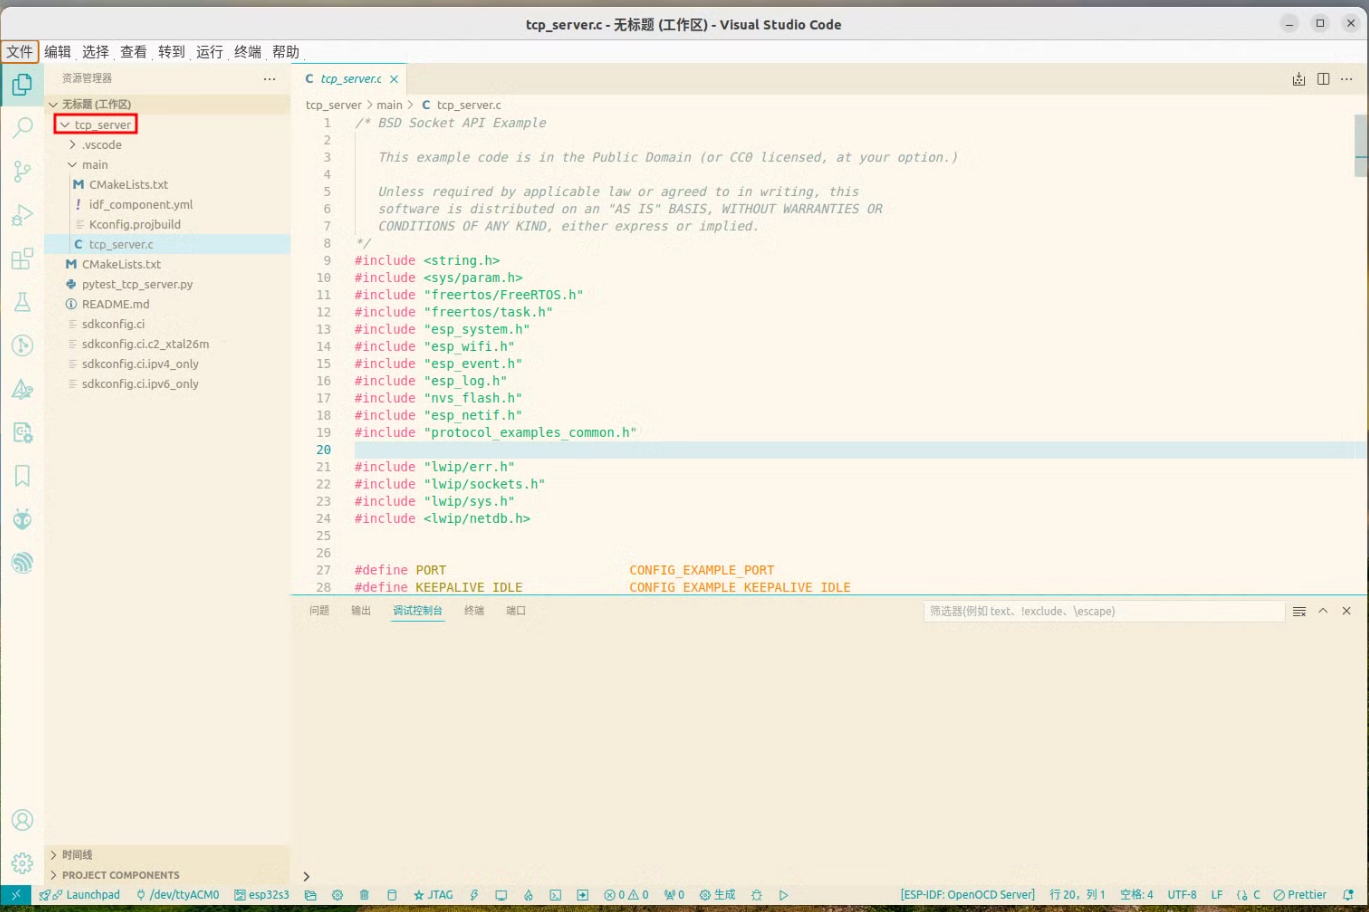 tcp_server.c - 无标题 (工作区) - Visual Studio Code
文件 编辑 选择 查看 转到 运行 终端 帮助
资源管理器
无标题 (工作区)
tcp_server
.vscode
main
CMakeLists.txt
idf_component.yml
Kconfig.projbuild
tcp_server.c
CMakeLists.txt
pytest_tcp_server.py
README.md
sdkconfig.ci
sdkconfig.ci.c2_xtal26m
sdkconfig.ci.ipv4_only
sdkconfig.ci.ipv6_only
时间线
PROJECT COMPONENTS
C tcp_server.c
tcp_server > main > C tcp_server.c
1 /* BSD Socket API Example
2
3 This example code is in the Public Domain (or CC0 licensed, at your option.)
4
5 Unless required by applicable law or agreed to in writing, this
6 software is distributed on an "AS IS" BASIS, WITHOUT WARRANTIES OR
7 CONDITIONS OF ANY KIND, either express or implied.
8 */
9 #include <string.h>
10 #include <sys/param.h>
11 #include "freertos/FreeRTOS.h"
12 #include "freertos/task.h"
13 #include "esp_system.h"
14 #include "esp_wifi.h"
15 #include "esp_event.h"
16 #include "esp_log.h"
17 #include "nvs_flash.h"
18 #include "esp_netif.h"
19 #include "protocol_examples_common.h"
20
21 #include "lwip/err.h"
22 #include "lwip/sockets.h"
23 #include "lwip/sys.h"
24 #include <lwip/netdb.h>
25
26
27 #define PORT CONFIG_EXAMPLE_PORT
28 #define KEEPALIVE_IDLE CONFIG_EXAMPLE_KEEPALIVE_IDLE
问题 输出 调试控制台 终端 端口
筛选器(例如 text、!exclude、\escape)
Launchpad /dev/ttyACM0 esp32s3 JTAG 0 0 0 生成 [ESP-IDF: OpenOCD Server] 行 20，列 1 空格: 4 UTF-8 LF C Prettier